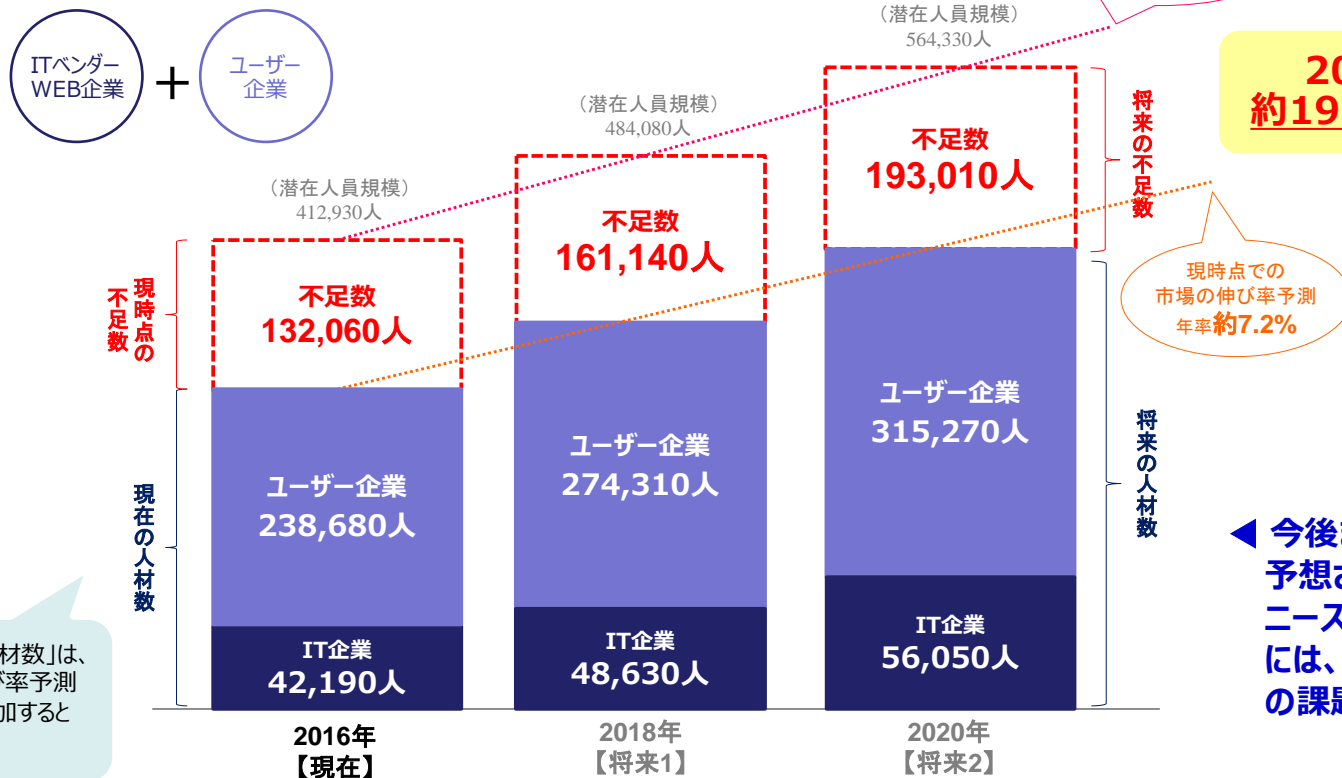 ITベンダー
WEB企業
＋
ユーザー
企業
（潜在人員規模）
412,930人
（潜在人員規模）
484,080人
（潜在人員規模）
564,330人
20
約19
現時点の
不足数
不足数
132,060人
不足数
161,140人
不足数
193,010人
将来の不足数
現時点での
市場の伸び率予測
年率約7.2%
現在の人材数
ユーザー企業
238,680人
ユーザー企業
274,310人
ユーザー企業
315,270人
将来の人材数
IT企業
42,190人
IT企業
48,630人
IT企業
56,050人
材数」は、
率予測
加すると
◀ 今後
予想
ニーズ
には、
の課題
2016年
【現在】
2018年
【将来1】
2020年
【将来2】